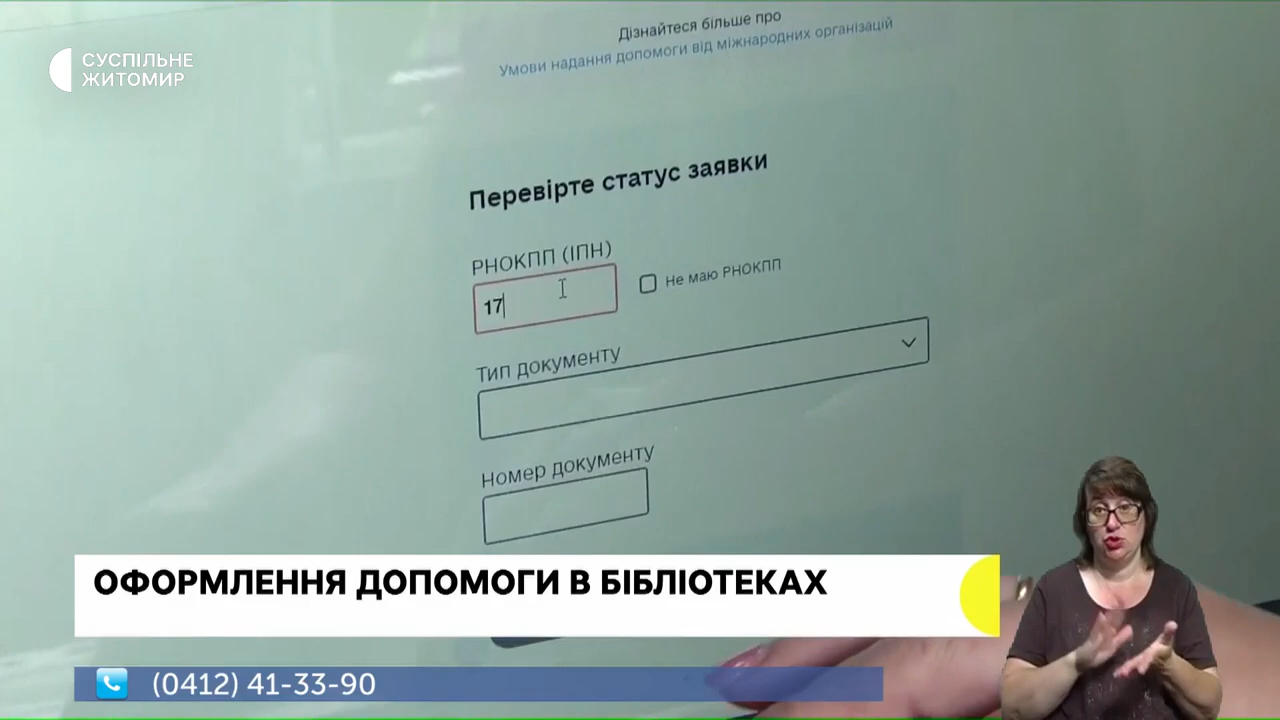 СУСПІЛЬНЕ
ЖИТОМИР
Дізнайтеся більше про
Умови надання допомоги від міжнародних організацій
Перевірте статус заявки
РНОКПП (ІПН)
17
Не маю РНОКПП
Тип документу
Номер документу
ОФОРМЛЕННЯ ДОПОМОГИ В БІБЛІОТЕКАХ
(0412) 41-33-90